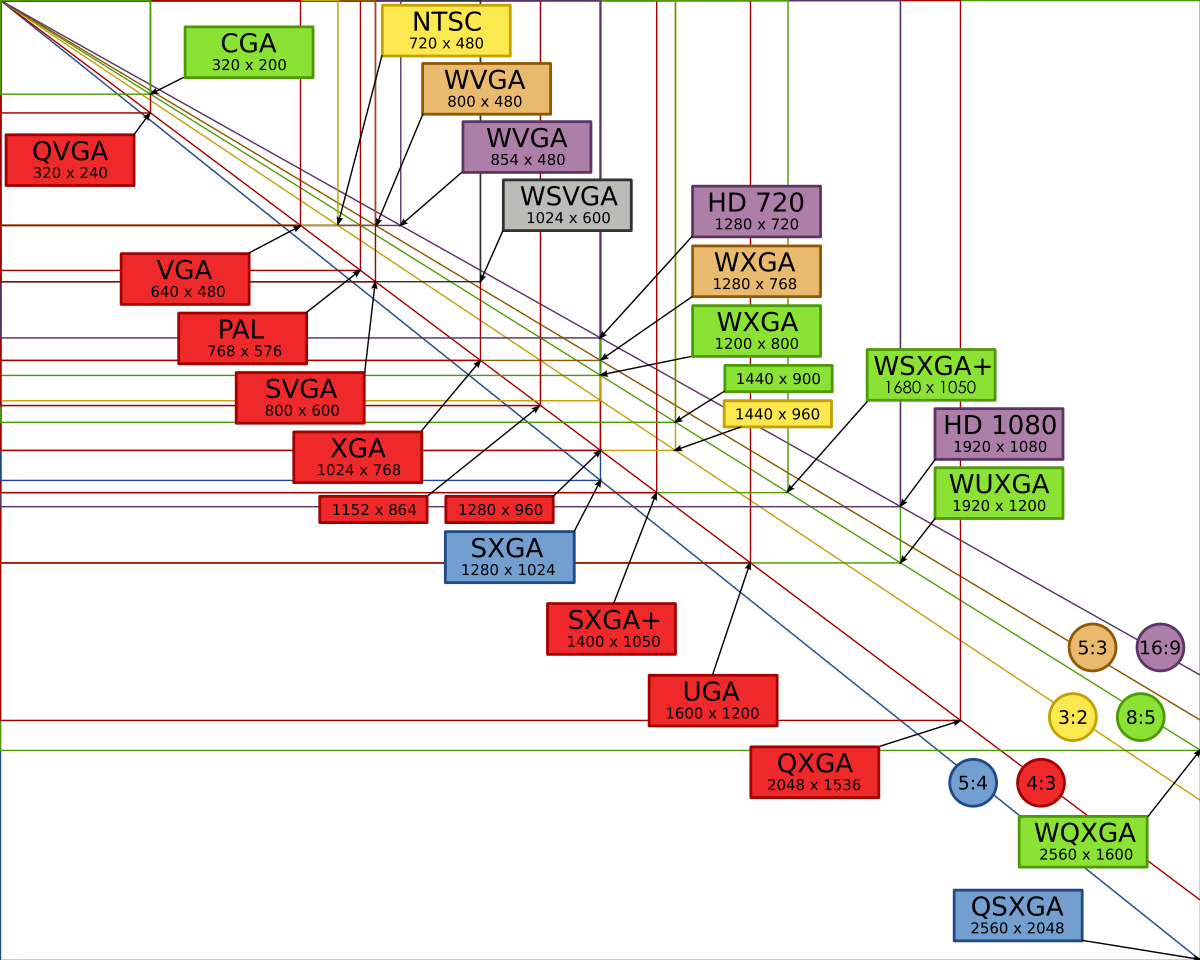 NTSC
720 x 480
CGA
320 x 200
WVGA
800 x 480
WVGA
854 x 480
QVGA
320 x 240
WSVGA
1024 x 600
HD 720
1280 x 720
WXGA
1280 x 768
VGA
640 x 480
WXGA
1200 x 800
PAL
768 x 576
WSXGA+
1680 x 1050
1440 x 900
SVGA
800 x 600
1440 x 960
HD 1080
1920 x 1080
XGA
1024 x 768
WUXGA
1920 x 1200
1152 x 864
1280 x 960
SXGA
1280 x 1024
SXGA+
1400 x 1050
5:3
16:9
UGA
1600 x 1200
3:2
8:5
QXGA
2048 x 1536
5:4
4:3
WQXGA
2560 x 1600
QSXGA
2560 x 2048